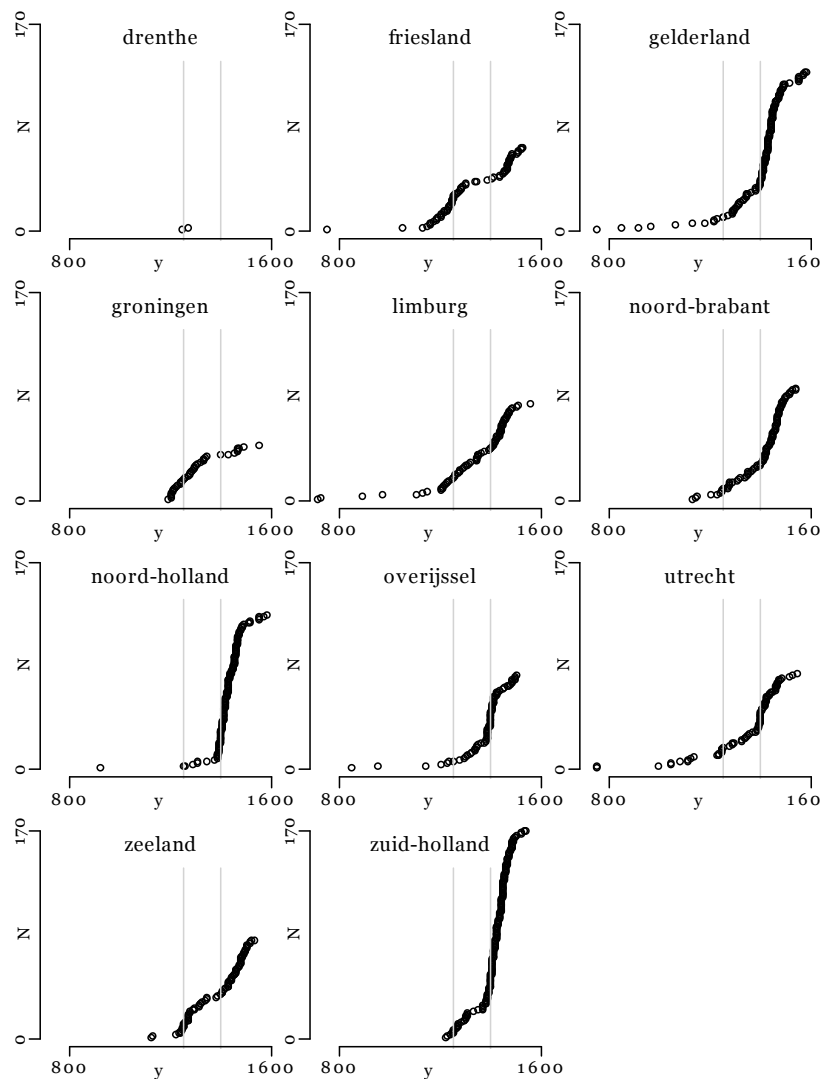 170
drenthe
N
0
800
y
1600
170
friesland
N
0
800
y
1600
170
gelderland
N
0
800
y
160
170
groningen
N
0
800
y
1600
170
limburg
N
0
800
y
1600
170
noord-brabant
N
0
800
y
160
170
noord-holland
N
0
800
y
1600
170
overijssel
N
0
800
y
1600
170
utrecht
N
0
800
y
160
170
zeeland
N
0
800
y
1600
170
zuid-holland
N
0
800
y
1600